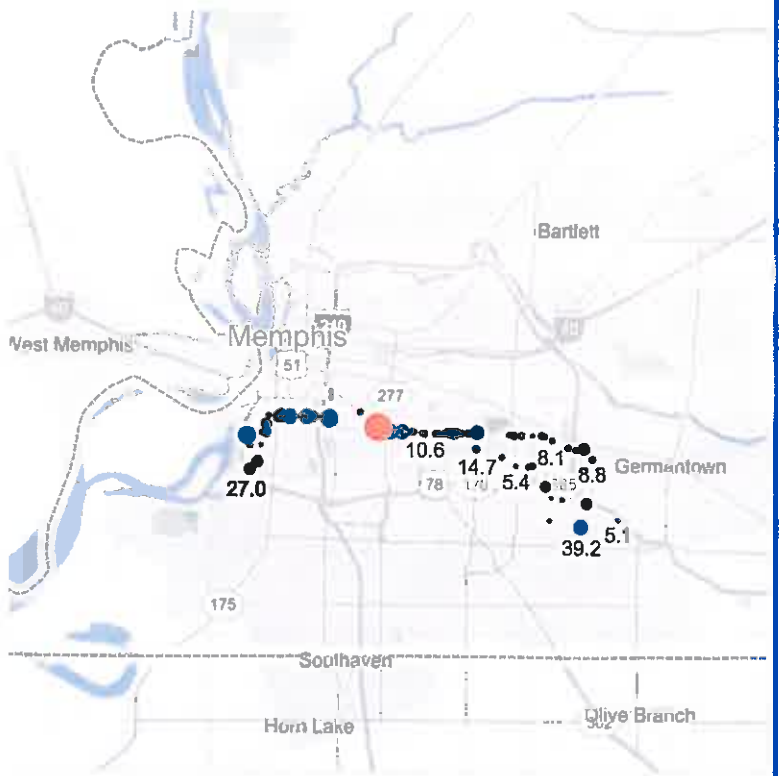 Bartlett
West Memphis
Memphis
51
277
10.6
8.1
14.7
5.4
8.8
Germantown
78
27.0
5.1
39.2
175
Southaven
Horn Lake
Olive Branch
302